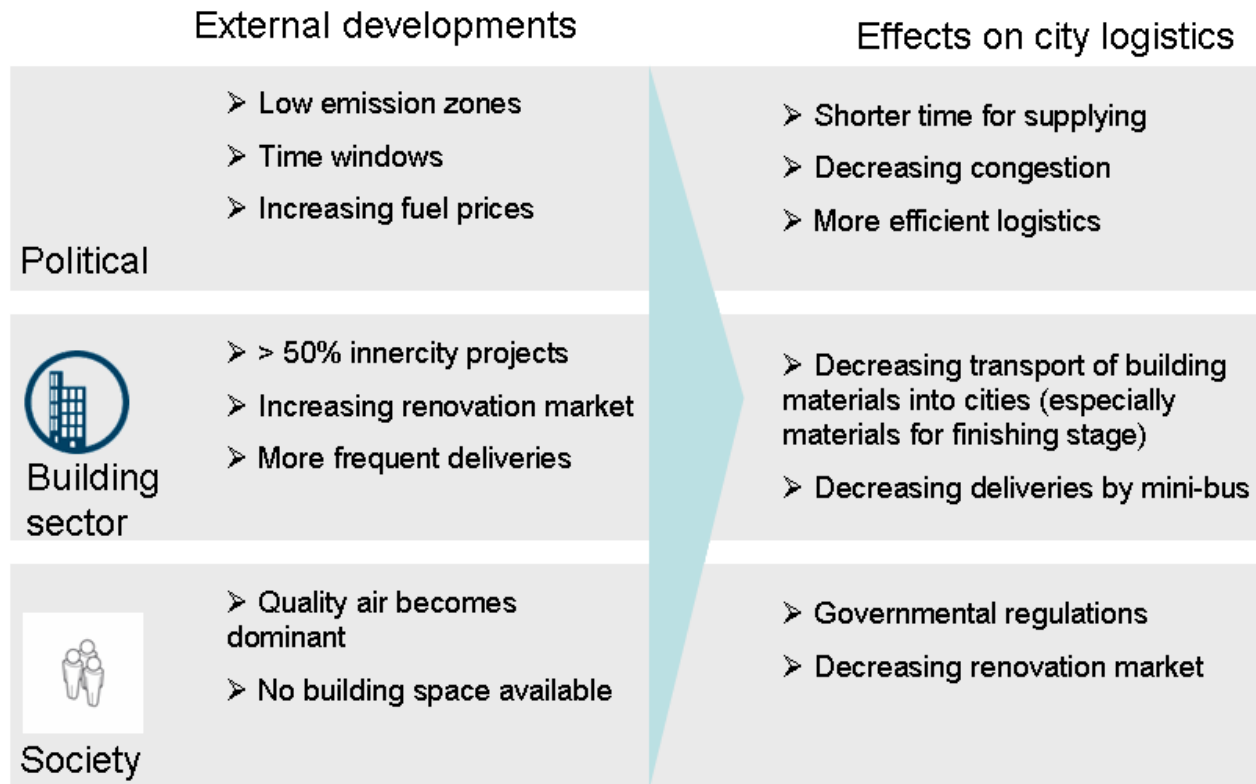 External developments
Effects on city logistics
Political
➢ Low emission zones
➢ Time windows
➢ Increasing fuel prices
➢ Shorter time for supplying
➢ Decreasing congestion
➢ More efficient logistics
Building
sector
➢ > 50% innercity projects
➢ Increasing renovation market
➢ More frequent deliveries
➢ Decreasing transport of building
materials into cities (especially
materials for finishing stage)
➢ Decreasing deliveries by mini-bus
Society
➢ Quality air becomes
dominant
➢ No building space available
➢ Governmental regulations
➢ Decreasing renovation market